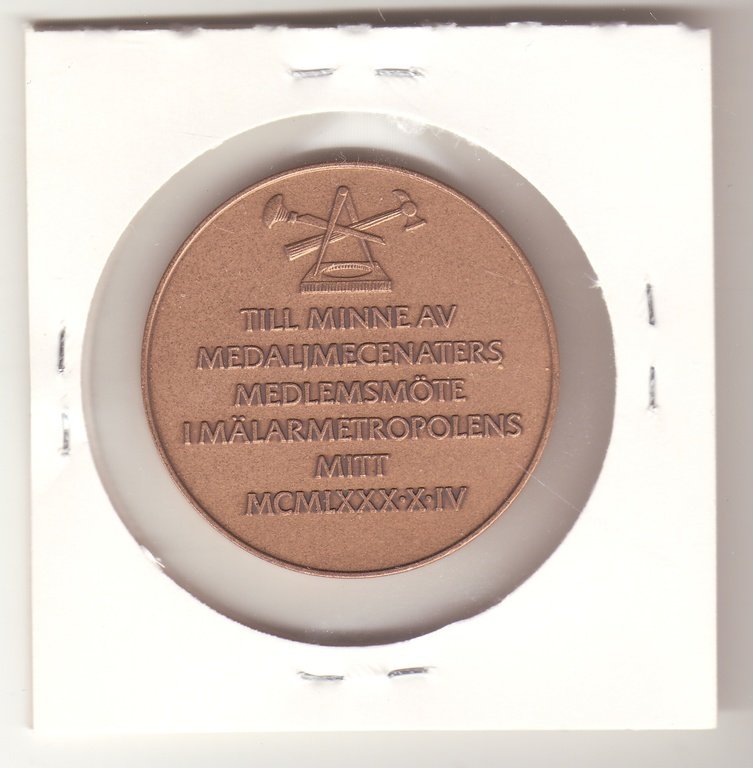 TILL MINNE AV
MEDALJMECENATERS
MEDLEMSMÖTE
I MÄLARMETROPOLENS
MITT
MCMLXXX·X·IV